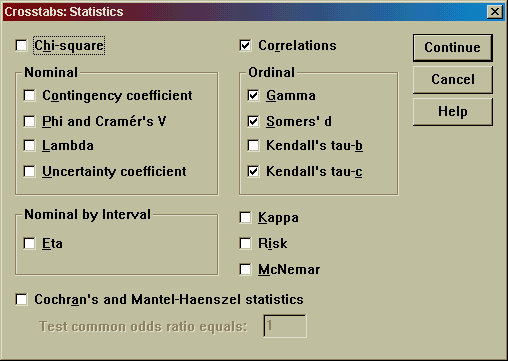 Crosstabs: Statistics
Chi-square
Correlations
Continue
Cancel
Help
Nominal
Contingency coefficient
Phi and Cramér's V
Lambda
Uncertainty coefficient
Ordinal
Gamma
Somers' d
Kendall's tau-b
Kendall's tau-c
Nominal by Interval
Eta
Kappa
Risk
McNemar
Cochran's and Mantel-Haenszel statistics
Test common odds ratio equals: 1